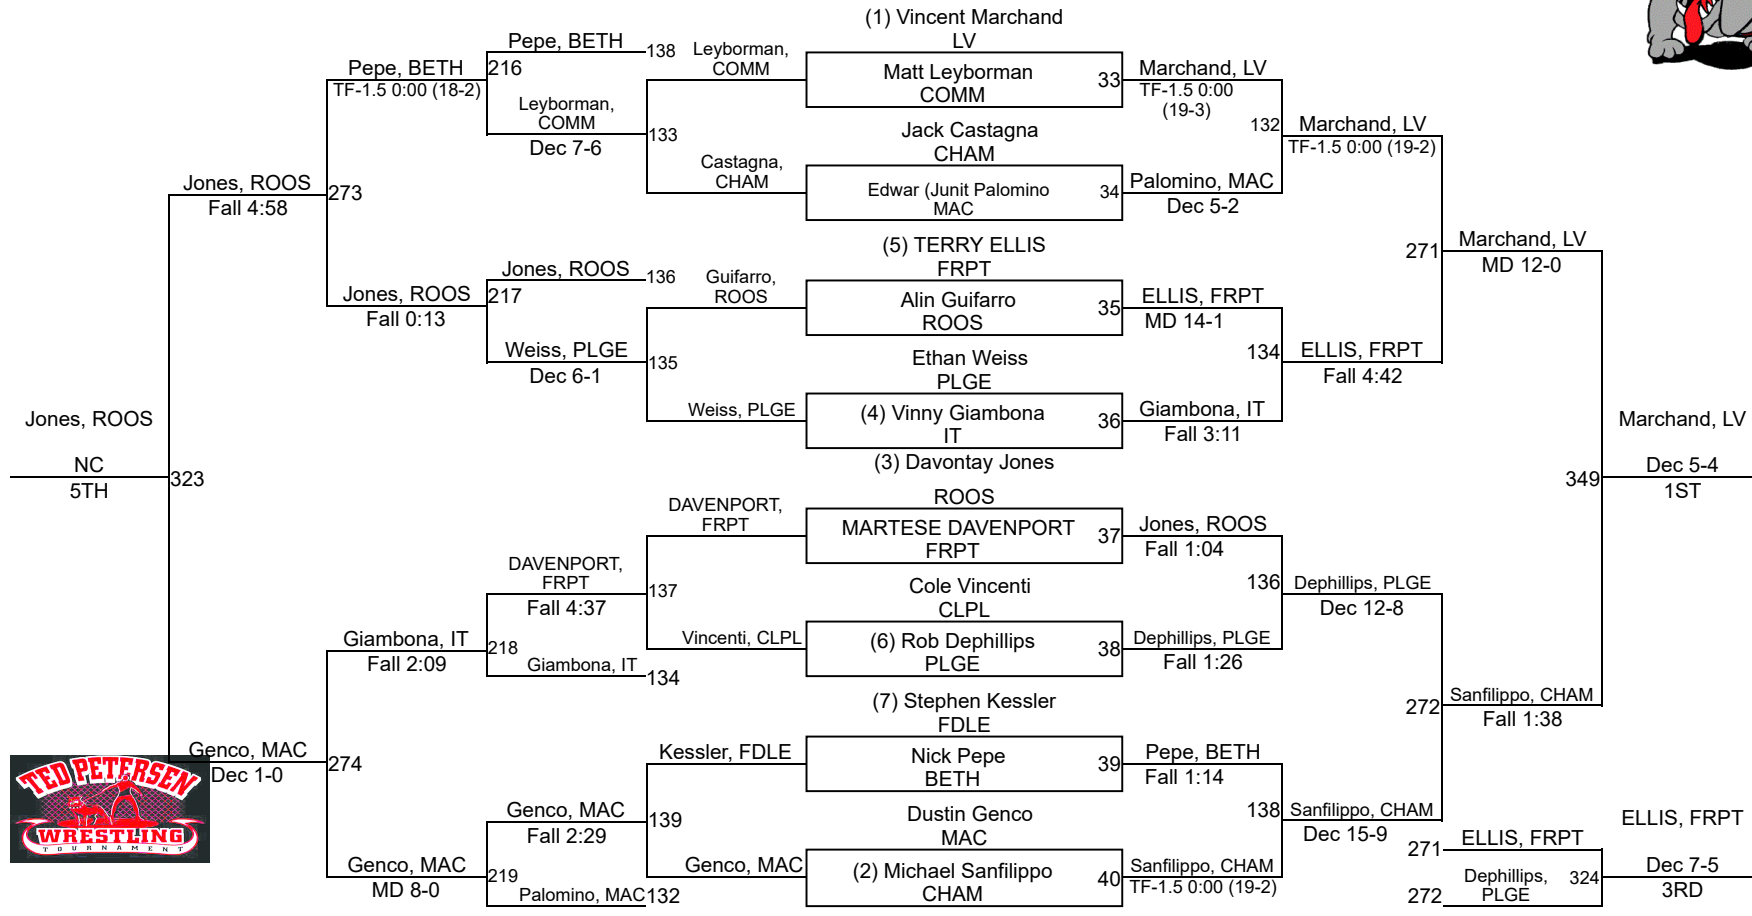 (1) Vincent Marchand
LV
Matt Leyborman
COMM
33
Jack Castagna
CHAM
Edwar (Junit Palomino
MAC
34
(5) TERRY ELLIS
FRPT
Alin Guifarro
ROOS
35
Ethan Weiss
PLGE
(4) Vinny Giambona
IT
36
(3) Davontay Jones
ROOS
MARTESE DAVENPORT
FRPT
37
Cole Vincenti
CLPL
(6) Rob Dephillips
PLGE
38
(7) Stephen Kessler
FDLE
Nick Pepe
BETH
39
Dustin Genco
MAC
(2) Michael Sanfilippo
CHAM
40
Marchand, LV
TF-1.5 0:00
(19-3)
132
Palomino, MAC
Dec 5-2
ELLIS, FRPT
MD 14-1
134
Giambona, IT
Fall 3:11
Jones, ROOS
Fall 1:04
136
Dephillips, PLGE
Fall 1:26
Pepe, BETH
Fall 1:14
138
Sanfilippo, CHAM
TF-1.5 0:00 (19-2)
Marchand, LV
TF-1.5 0:00 (19-2)
271
ELLIS, FRPT
Fall 4:42
Dephillips, PLGE
Dec 12-8
272
Sanfilippo, CHAM
Dec 15-9
Marchand, LV
MD 12-0
349
Sanfilippo, CHAM
Fall 1:38
Marchand, LV
Dec 5-4
1ST
271
ELLIS, FRPT
272
Dephillips,
PLGE
324
ELLIS, FRPT
Dec 7-5
3RD
Leyborman,
COMM
133
Castagna,
CHAM
Guifarro,
ROOS
135
Weiss, PLGE
DAVENPORT,
FRPT
137
Vincenti, CLPL
Kessler, FDLE
139
Genco, MAC
Pepe, BETH
138
216
Leyborman,
COMM
Dec 7-6
Jones, ROOS
136
217
Weiss, PLGE
Dec 6-1
DAVENPORT,
FRPT
Fall 4:37
218
Giambona, IT
134
Genco, MAC
Fall 2:29
219
Palomino, MAC
132
Pepe, BETH
TF-1.5 0:00 (18-2)
273
Jones, ROOS
Fall 0:13
Giambona, IT
Fall 2:09
274
Genco, MAC
MD 8-0
Jones, ROOS
Fall 4:58
323
Genco, MAC
Dec 1-0
Jones, ROOS
NC
5TH
TED PETERSEN
WRESTLING
TOURNAMENT